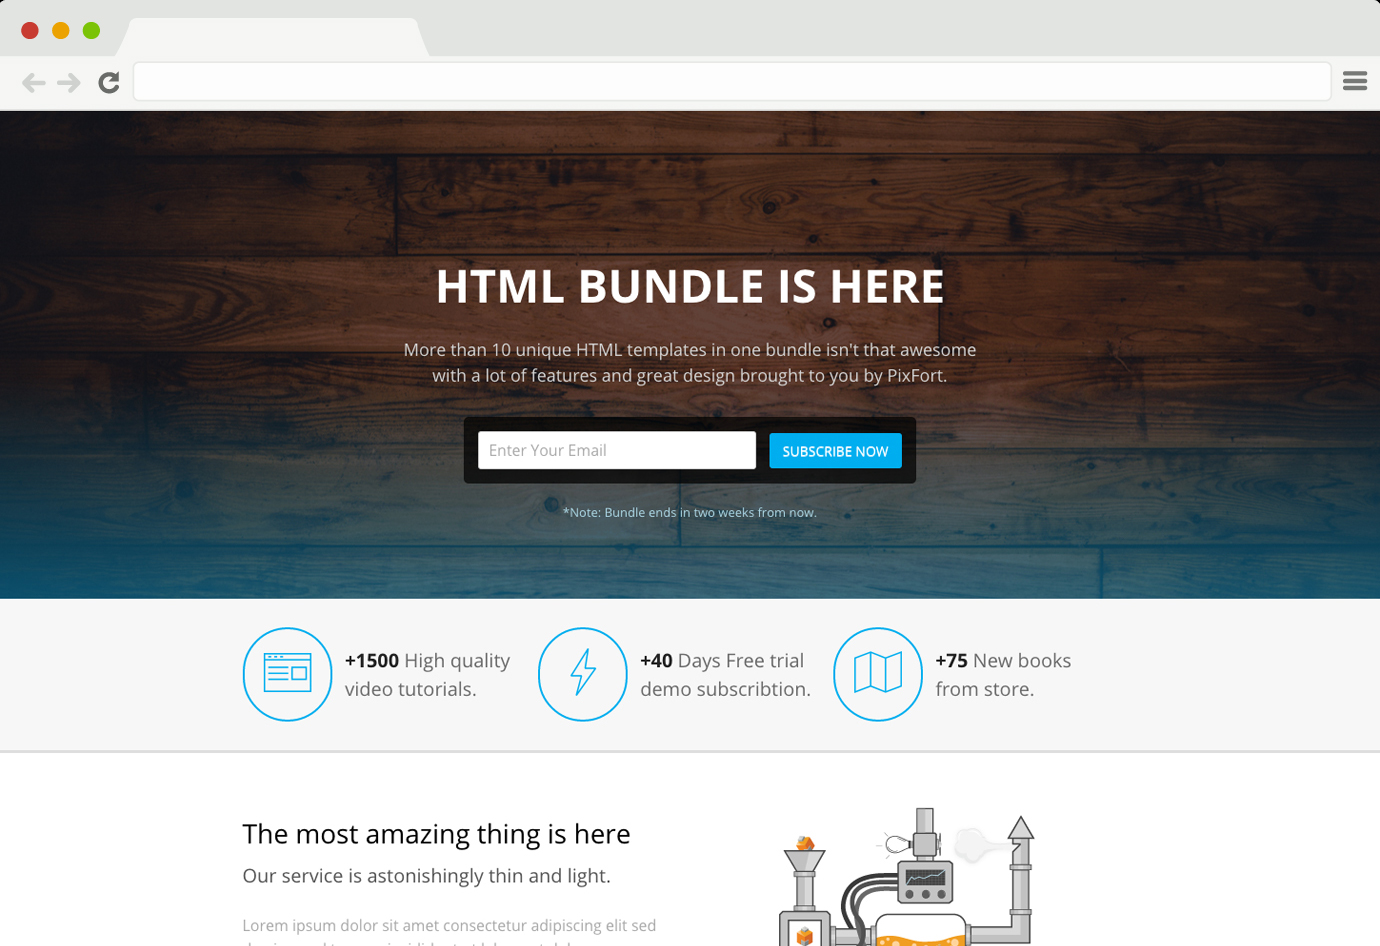 HTML BUNDLE IS HERE
More than 10 unique HTML templates in one bundle isn't that awesome
with a lot of features and great design brought to you by PixFort.
Enter Your Email
SUBSCRIBE NOW
*Note: Bundle ends in two weeks from now.
+1500 High quality
video tutorials.
+40 Days Free trial
demo subscribtion.
+75 New books
from store.
The most amazing thing is here
Our service is astonishingly thin and light.
Lorem ipsum dolor sit amet consectetur adipiscing elit sed